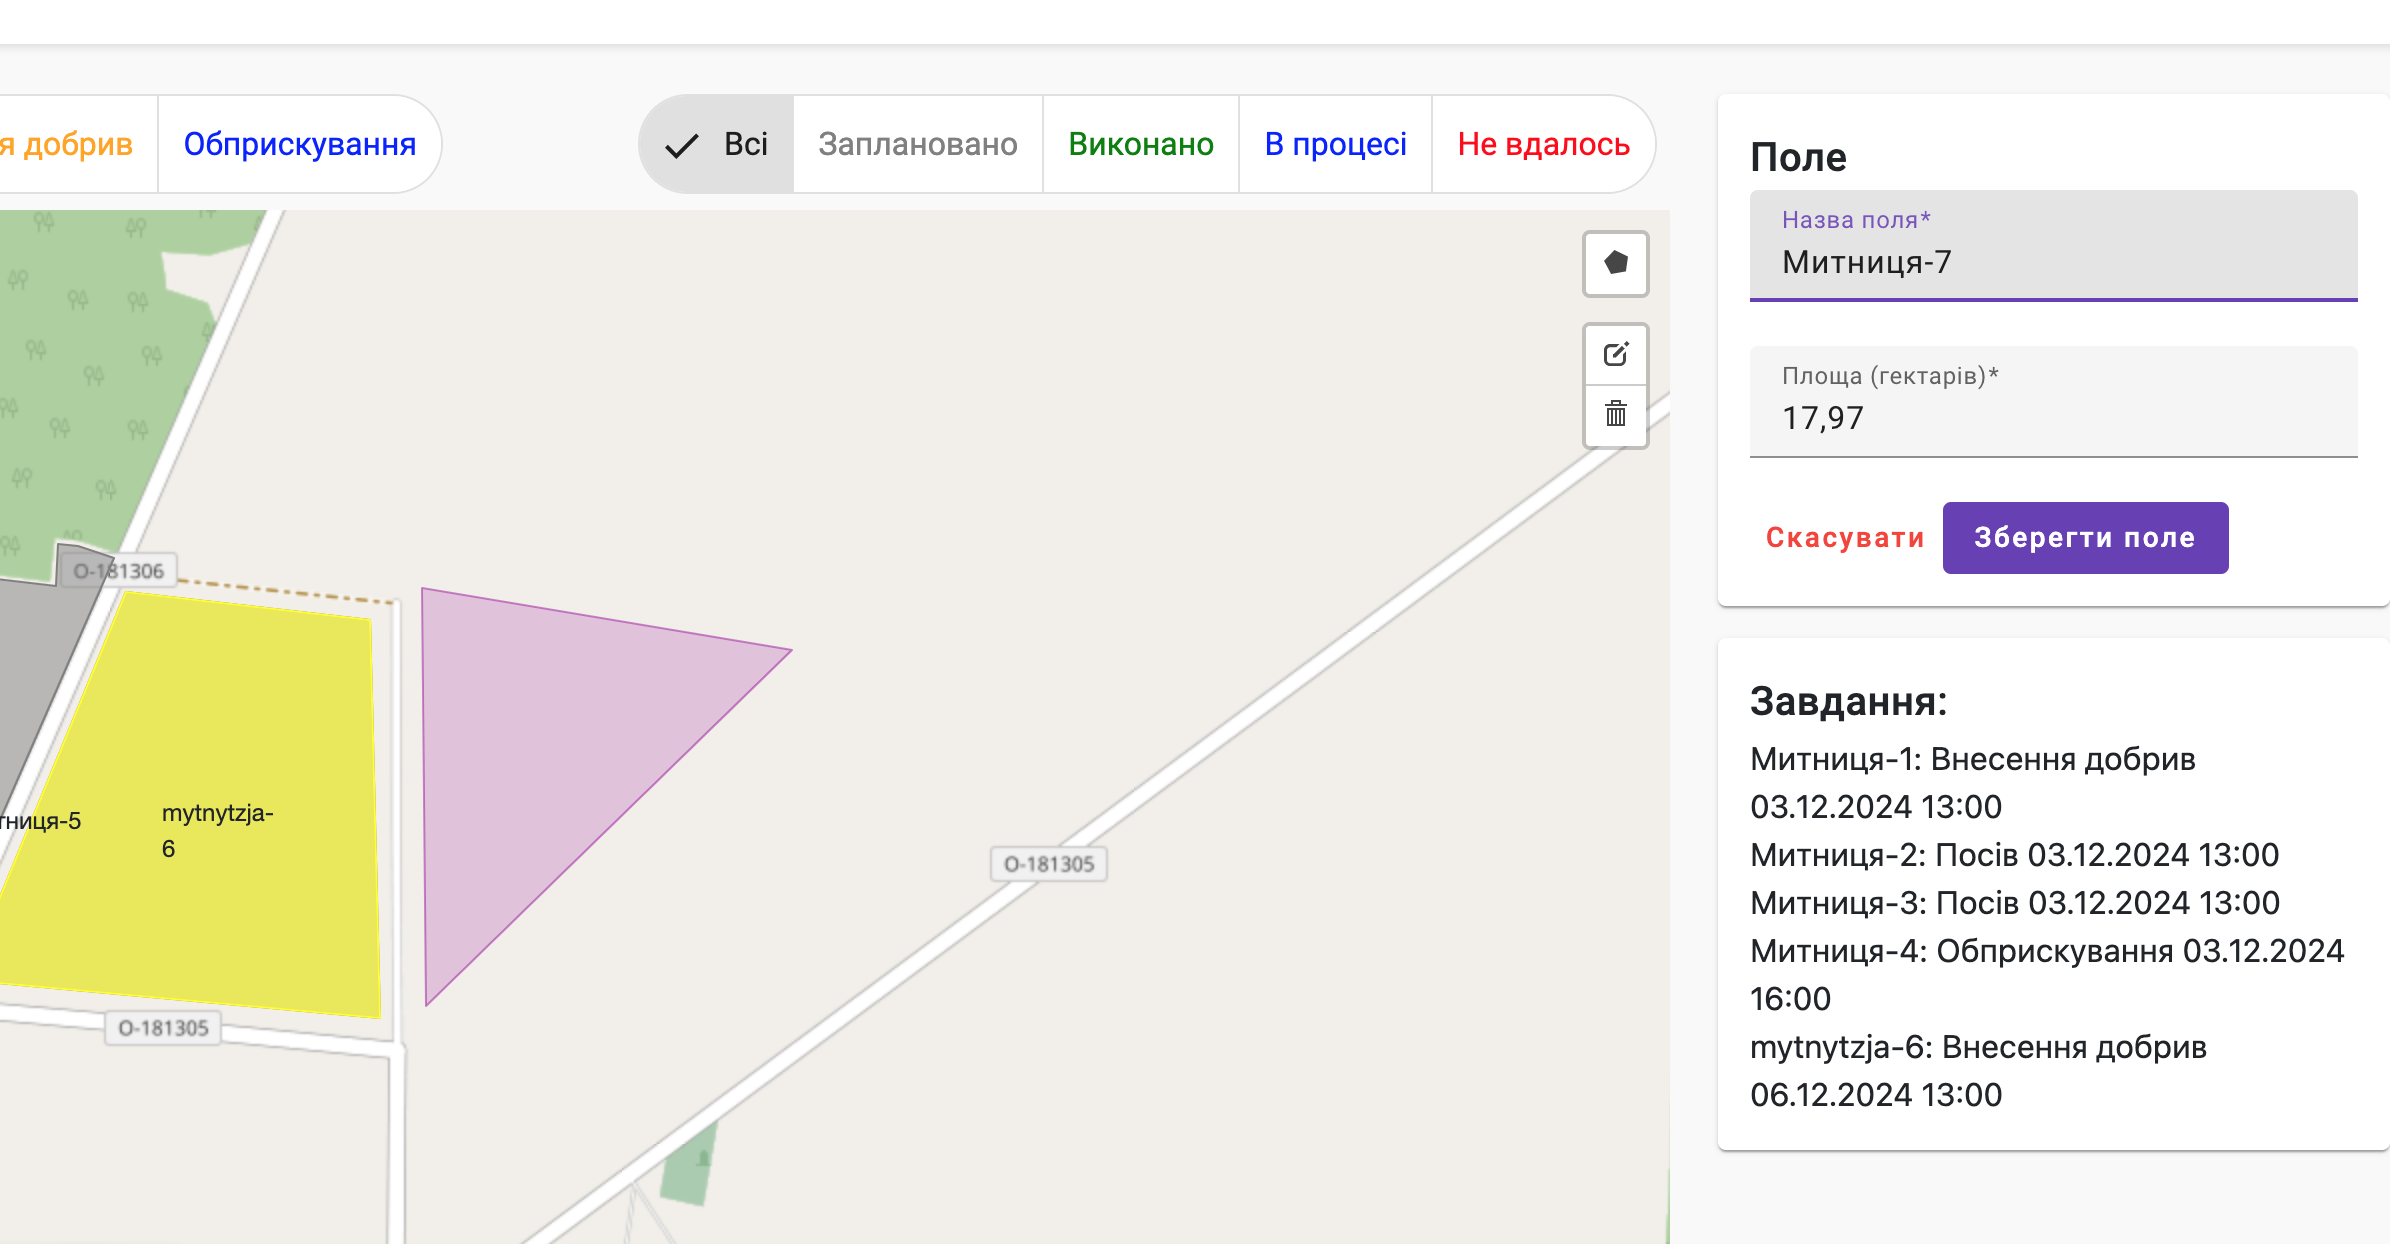 я добрив
Обприскування
Всі
Заплановано
Виконано
В процесі
Не вдалось
О-181306
тниця-5
mytnytzja-
6
О-181305
О-181305
Поле
Назва поля*
Митниця-7
Площа (гектарів)*
17,97
Скасувати
Зберегти поле
Завдання:
Митниця-1: Внесення добрив
03.12.2024 13:00
Митниця-2: Посів 03.12.2024 13:00
Митниця-3: Посів 03.12.2024 13:00
Митниця-4: Обприскування 03.12.2024
16:00
mytnytzja-6: Внесення добрив
06.12.2024 13:00